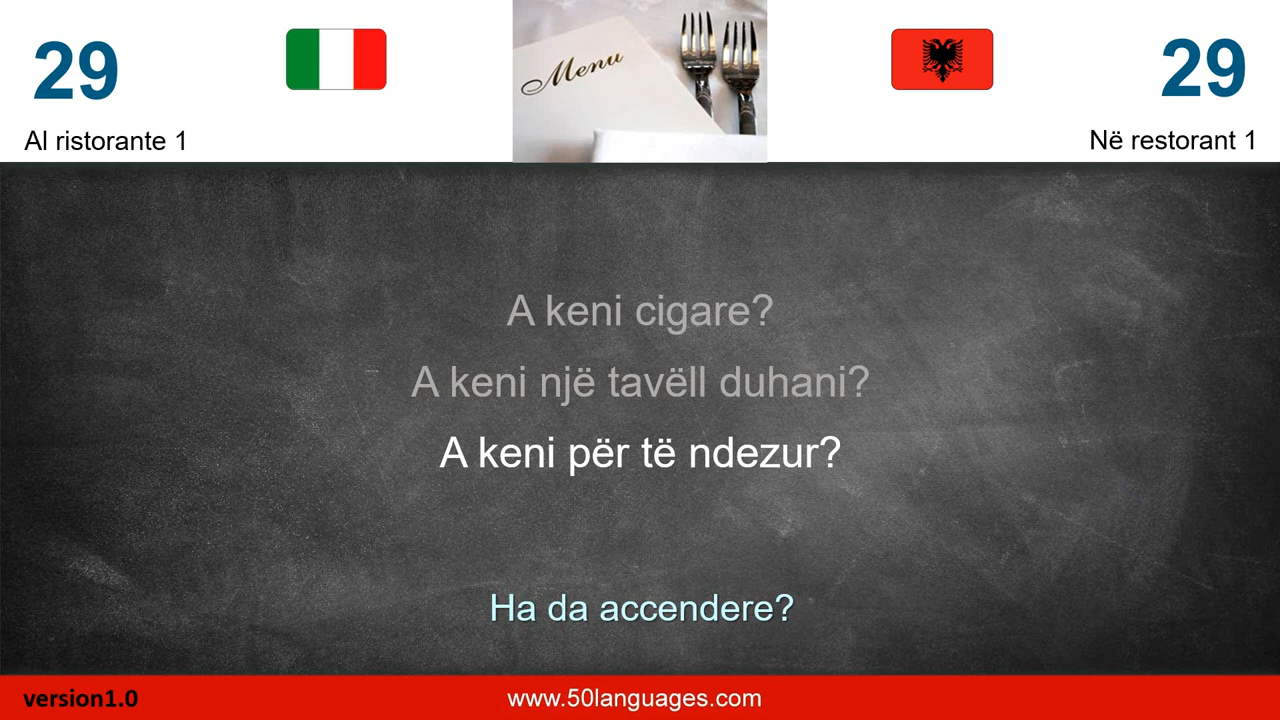 29
Al ristorante 1
Menu
29
Në restorant 1
A keni cigare?
A keni një tavëll duhani?
A keni për të ndezur?
Ha da accendere?
version1.0
www.50languages.com